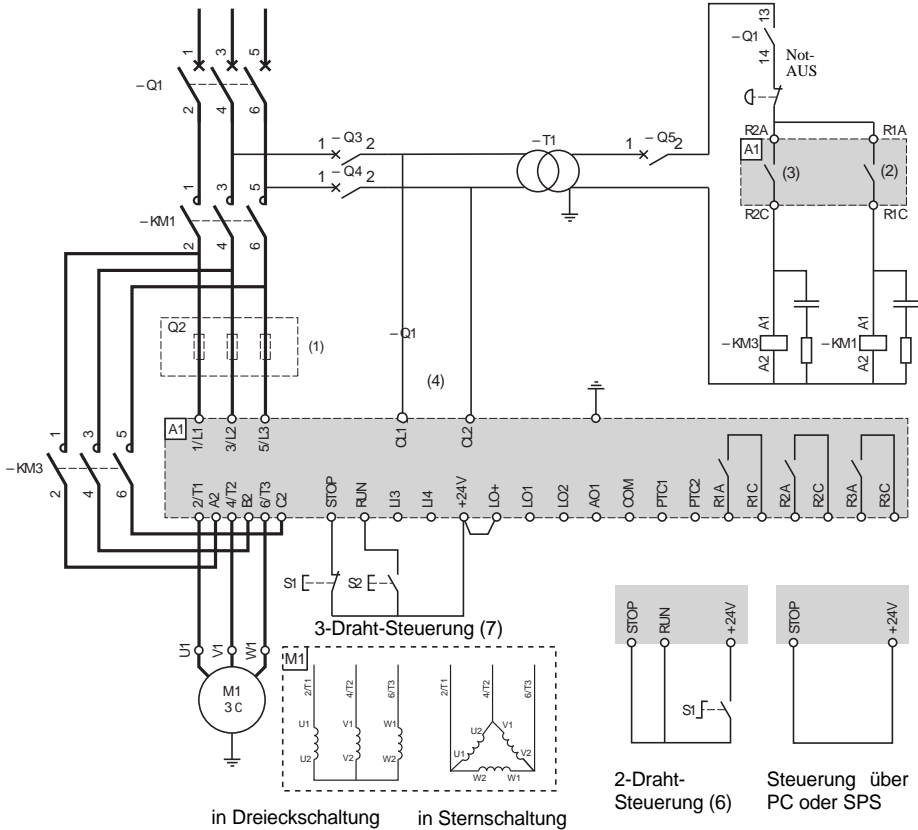 1 3 5
–Q1
2 4 6
13
–Q1
14
Not-
AUS
1 –Q3 2
1 –Q4 2
–T1
1 –Q5 2
R2A R1A
A1
(3) (2)
R2C R1C
1 3 5
–KM1
2 4 6
Q2
(1)
–Q1
(4)
A1 A1
–KM3 –KM1
A2 A2
A1
1/L1 3/L2 5/L3 CL1 CL2
1 3 5
–KM3
2 4 6
2/T1 A2 4/T2 B2 6/T3 C2 STOP RUN LI3 LI4 +24V LO+ LO1 LO2 AO1 COM PTC1 PTC2 R1A R1C R2A R2C R3A R3C
S1 S2
3-Draht-Steuerung (7)
U1 V1 W1
M1
3 C
M1
2/T1 4/T2 6/T3 2/T1 4/T2 6/T3
U1 V1 W1
U2 V2 W2
U2 V1
U1 V2
W2 W1
in Dreieckschaltung in Sternschaltung
STOP RUN +24V
S1
2-Draht-
Steuerung (6)
STOP +24V
Steuerung über
PC oder SPS